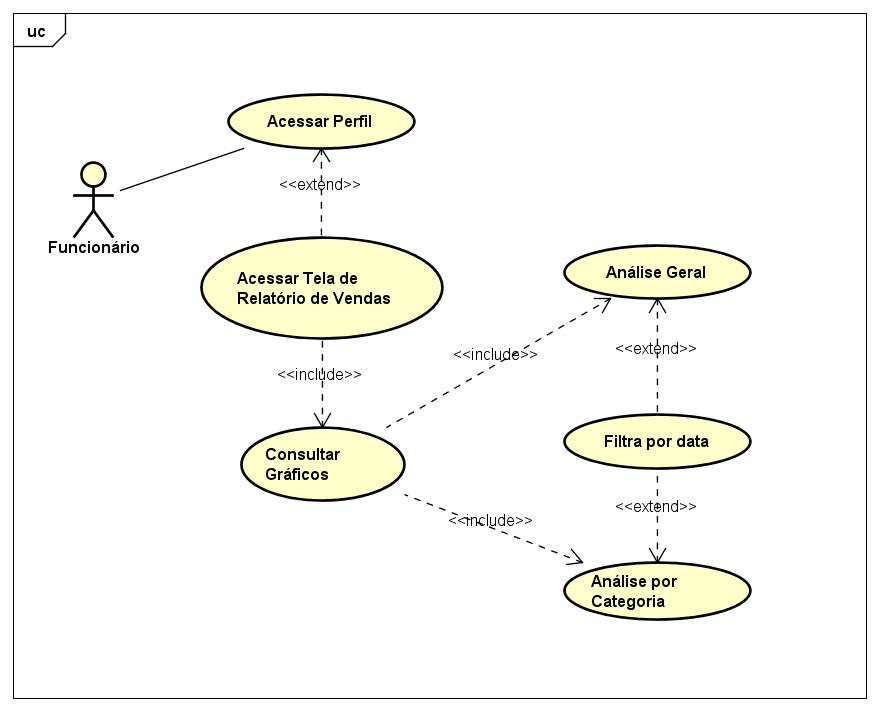 uc
Acessar Perfil
<<extend>>
Funcionário
Acessar Tela de
Relatório de Vendas
Análise Geral
<<include>>
<<extend>>
<<include>>
Consultar
Gráficos
Filtra por data
<<extend>>
<<include>>
Análise por
Categoria